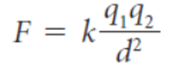 F = k q₁q₂ / d²